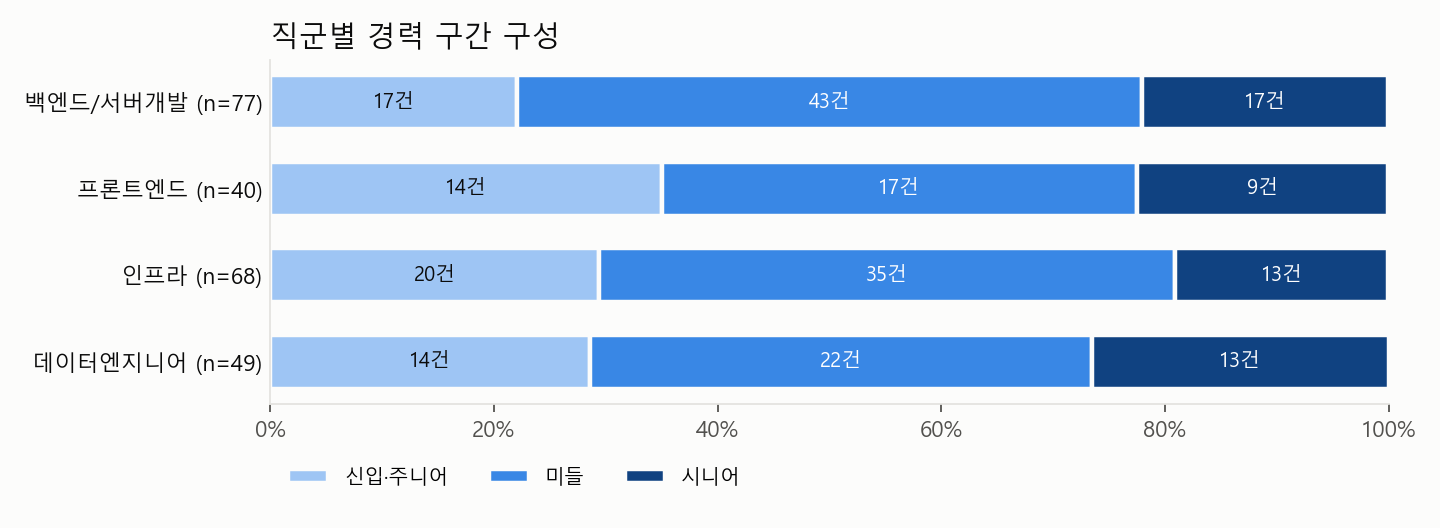 직군별 경력 구간 구성
백엔드/서버개발 (n=77) 17건 43건 17건
프론트엔드 (n=40) 14건 17건 9건
인프라 (n=68) 20건 35건 13건
데이터엔지니어 (n=49) 14건 22건 13건
0% 20% 40% 60% 80% 100%
신입·주니어 미들 시니어